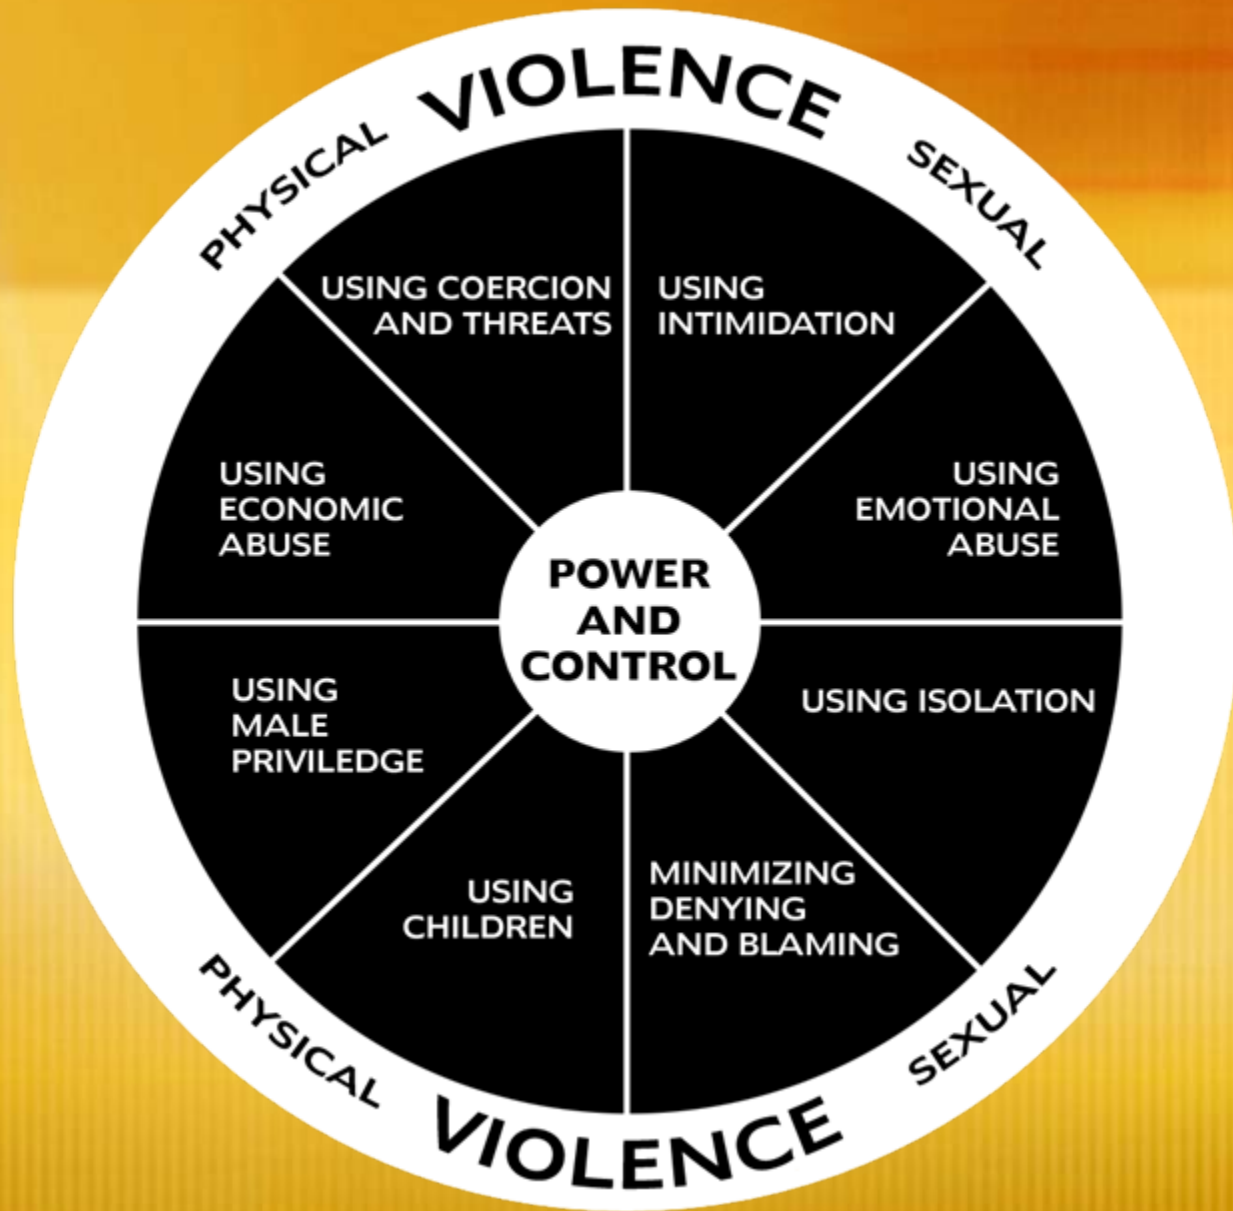 PHYSICAL VIOLENCE SEXUAL
USING COERCION
AND THREATS
USING
INTIMIDATION
USING
ECONOMIC
ABUSE
USING
EMOTIONAL
ABUSE
POWER
AND
CONTROL
USING
MALE
PRIVILEDGE
USING ISOLATION
USING
CHILDREN
MINIMIZING
DENYING
AND BLAMING
PHYSICAL VIOLENCE SEXUAL